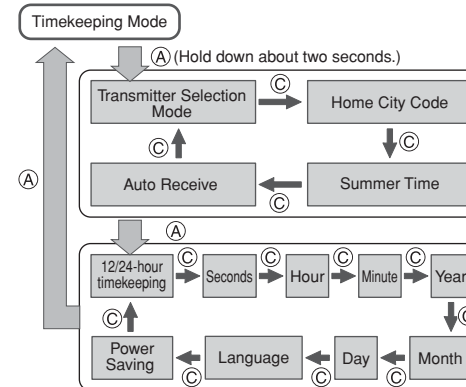 Timekeeping Mode
Ⓐ (Hold down about two seconds.)
Transmitter Selection
Mode
Ⓒ
Home City Code
Ⓒ
Ⓒ
Auto Receive
Ⓒ
Summer Time
Ⓐ
Ⓐ
12/24-hour
timekeeping
Ⓒ
Seconds
Ⓒ
Hour
Ⓒ
Minute
Ⓒ
Year
Ⓒ
Ⓒ
Power
Saving
Ⓒ
Language
Ⓒ
Day
Ⓒ
Month